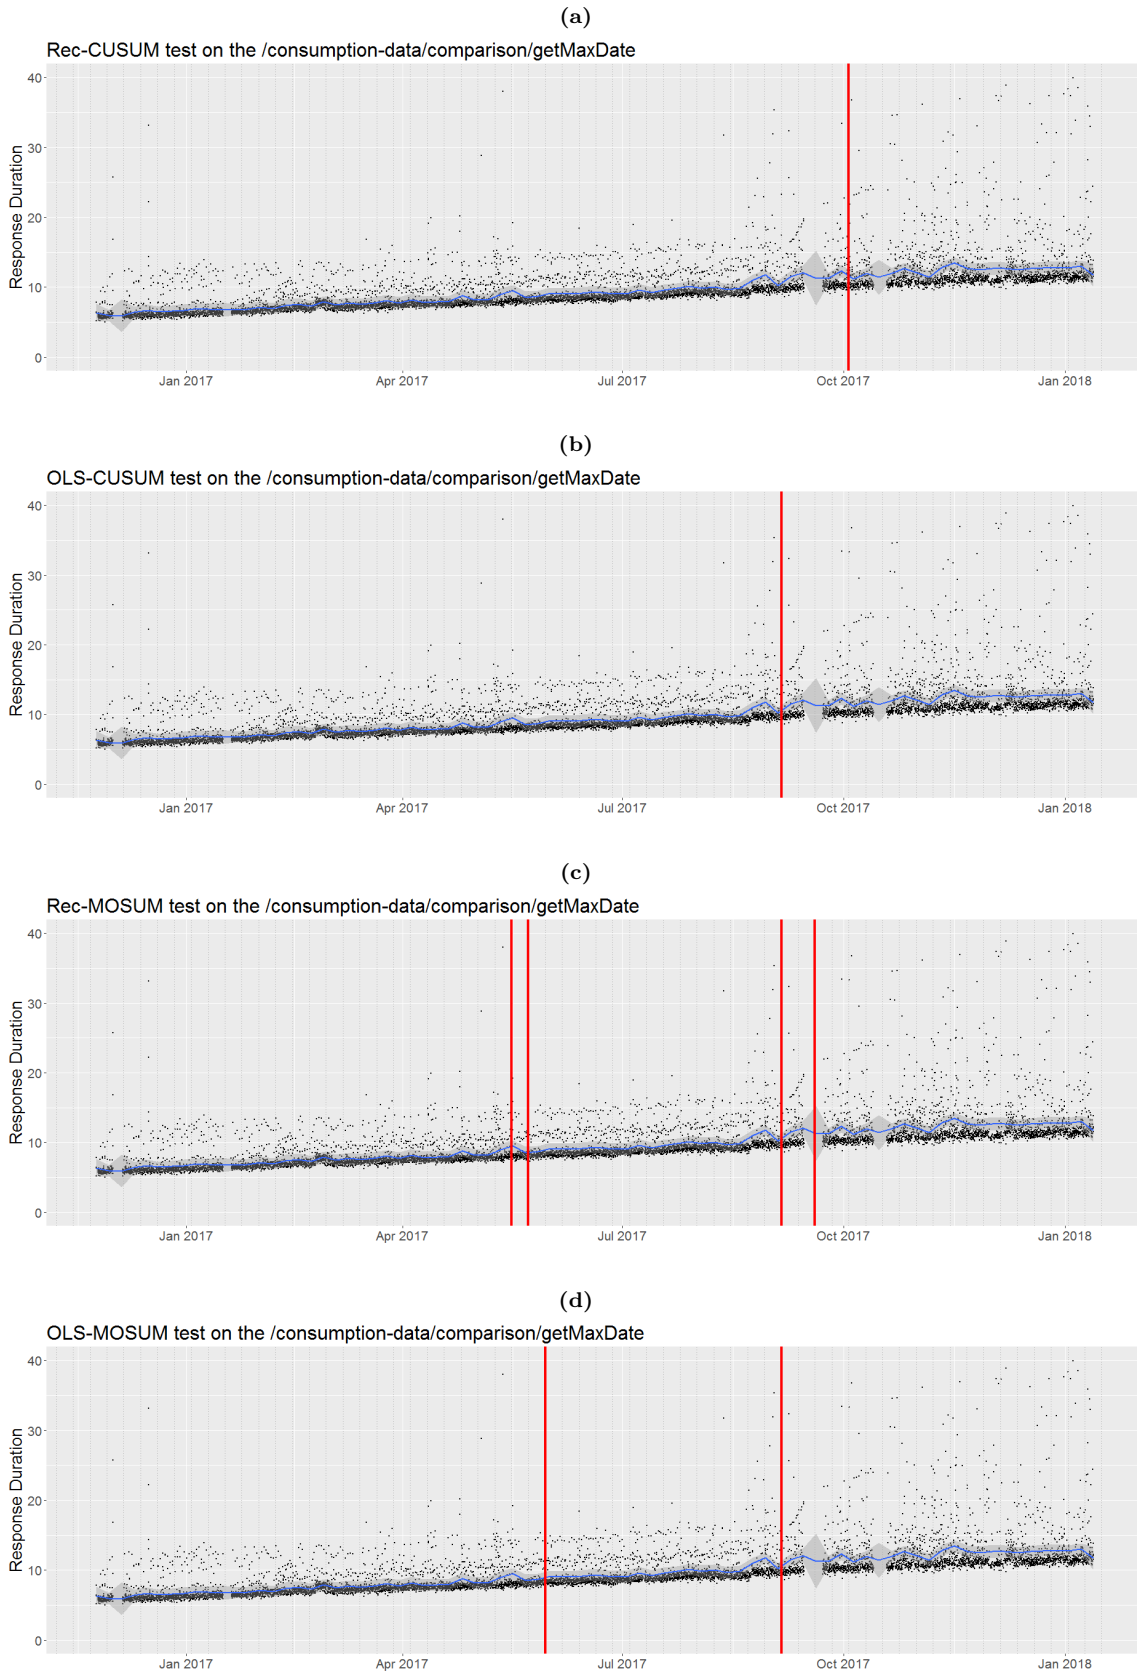 (a)
Rec-CUSUM test on the /consumption-data/comparison/getMaxDate
Response Duration
40
30
20
10
0
Jan 2017 Apr 2017 Jul 2017 Oct 2017 Jan 2018
(b)
OLS-CUSUM test on the /consumption-data/comparison/getMaxDate
Response Duration
40
30
20
10
0
Jan 2017 Apr 2017 Jul 2017 Oct 2017 Jan 2018
(c)
Rec-MOSUM test on the /consumption-data/comparison/getMaxDate
Response Duration
40
30
20
10
0
Jan 2017 Apr 2017 Jul 2017 Oct 2017 Jan 2018
(d)
OLS-MOSUM test on the /consumption-data/comparison/getMaxDate
Response Duration
40
30
20
10
0
Jan 2017 Apr 2017 Jul 2017 Oct 2017 Jan 2018